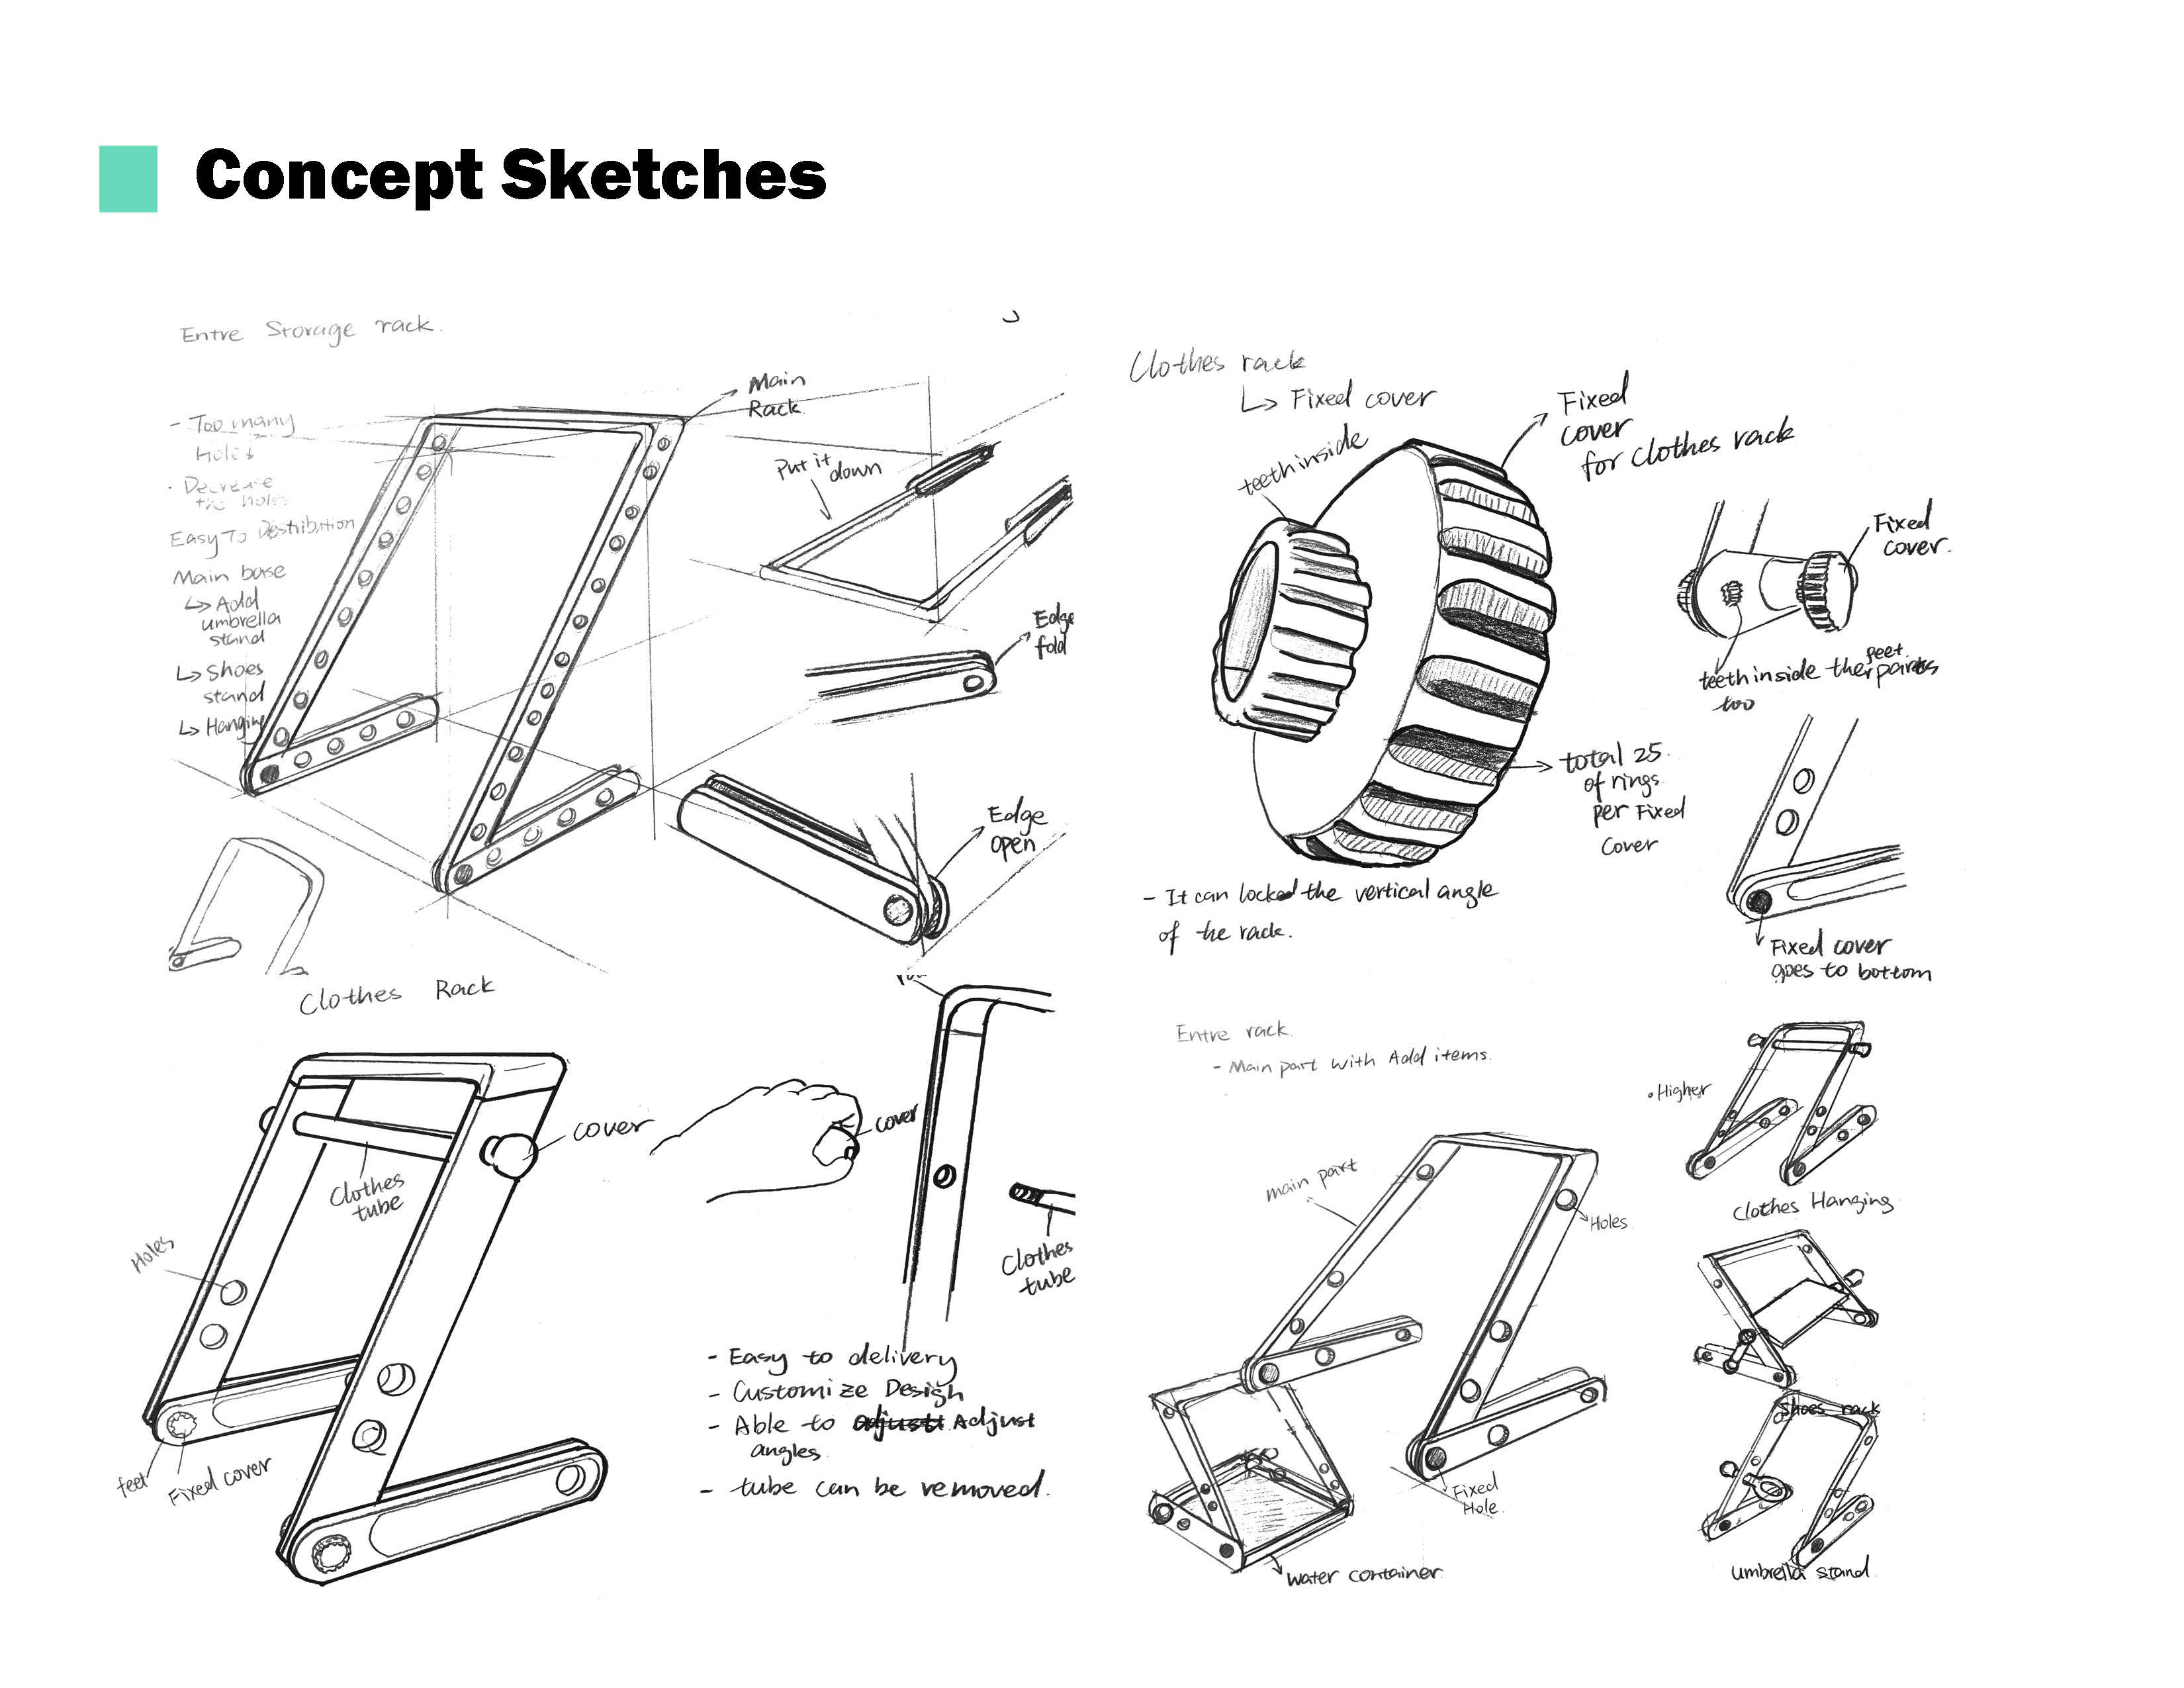 Concept Sketches
Entre Storage rack.
- Too many
Holes
- Decrease
the holes
Easy To Distribition
Main base
↳ Add
umbrella
stand
↳ Shoes
stand
↳ Hanging
Main
Rack
Put it down
Edge
fold
Edge
open
Clothes rack
↳ Fixed cover
teeth inside
Fixed
cover
for clothes rack
Fixed
cover.
feet
teeth inside the parts
too
total 25
of rings
per Fixed
Cover
- It can locked the vertical angle
of the rack.
Fixed cover
goes to bottom
Clothes Rack
cover
Clothes
tube
Holes
feet
Fixed cover
cover
Clothes
tube
- Easy to delivery
- Customize Design
- Able to adjust Adjust
angles
- tube can be removed.
Entre rack.
- Main part with Add items.
main part
Holes
Fixed
Hole
water container
• Higher
Clothes Hanging
Shoes rack
umbrella stand